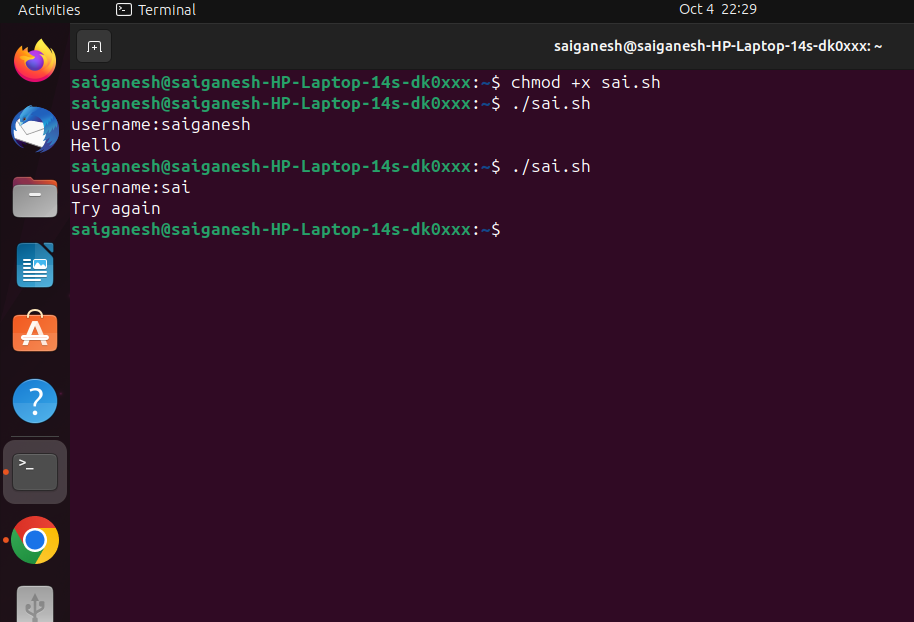 Activities
Terminal
Oct 4 22:29
saiganesh@saiganesh-HP-Laptop-14s-dk0xxx: ~
saiganesh@saiganesh-HP-Laptop-14s-dk0xxx:~$ chmod +x sai.sh
saiganesh@saiganesh-HP-Laptop-14s-dk0xxx:~$ ./sai.sh
username:saiganesh
Hello
saiganesh@saiganesh-HP-Laptop-14s-dk0xxx:~$ ./sai.sh
username:sai
Try again
saiganesh@saiganesh-HP-Laptop-14s-dk0xxx:~$